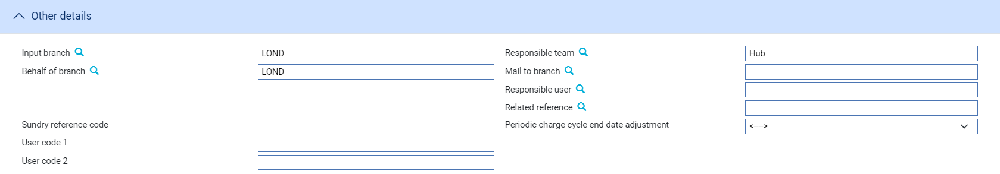 Other details
Input branch LOND Responsible team Hub
Behalf of branch LOND Mail to branch
Responsible user
Related reference
Sundry reference code Periodic charge cycle end date adjustment <---->
User code 1
User code 2